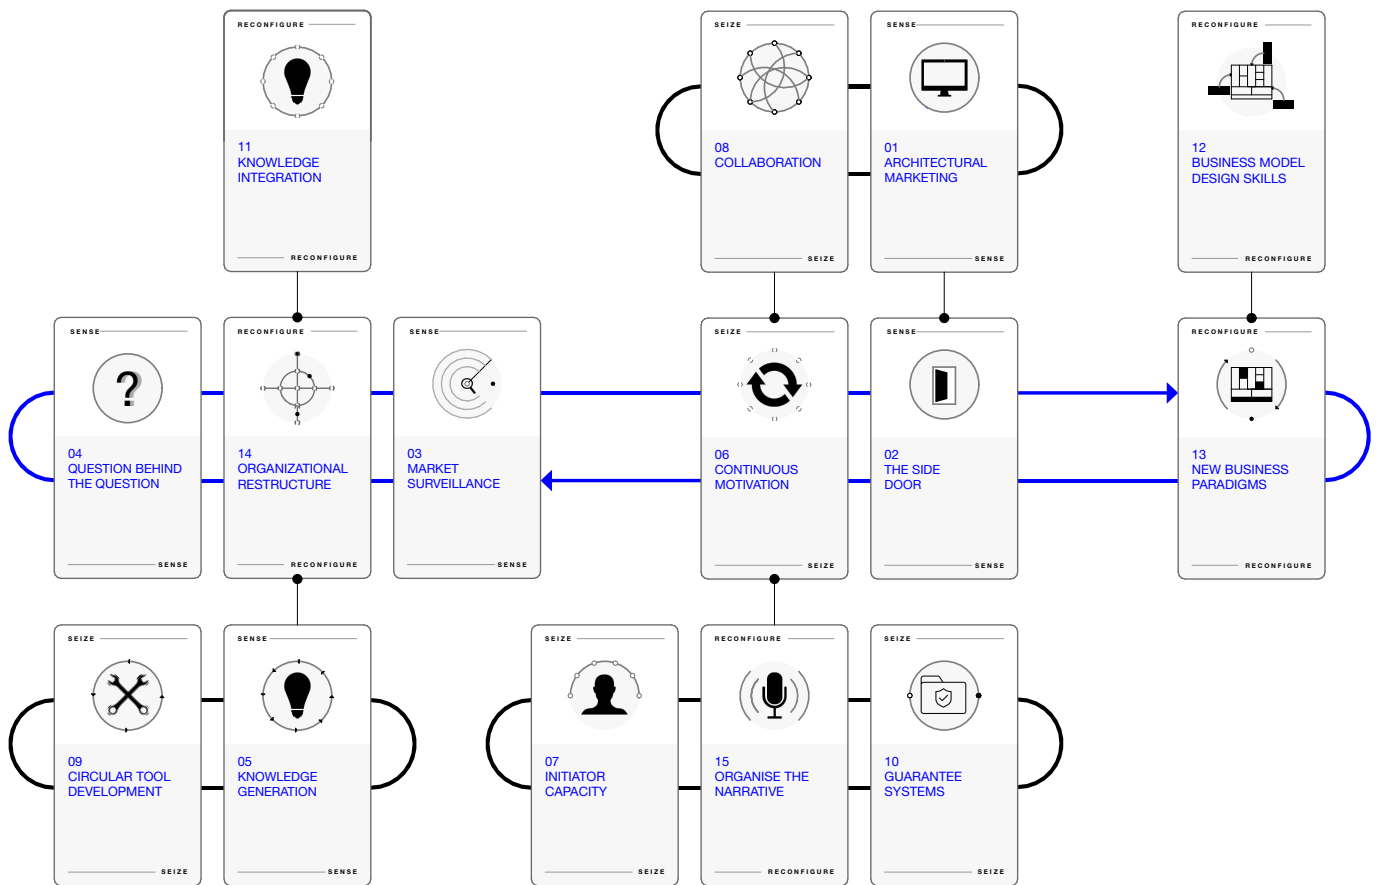 RECONFIGURE
11
KNOWLEDGE
INTEGRATION
RECONFIGURE
SEIZE
08
COLLABORATION
SEIZE
SENSE
01
ARCHITECTURAL
MARKETING
SENSE
RECONFIGURE
12
BUSINESS MODEL
DESIGN SKILLS
RECONFIGURE
SENSE
?
04
QUESTION BEHIND
THE QUESTION
SENSE
RECONFIGURE
14
ORGANIZATIONAL
RESTRUCTURE
RECONFIGURE
SENSE
03
MARKET
SURVEILLANCE
SENSE
SEIZE
06
CONTINUOUS
MOTIVATION
SEIZE
SENSE
02
THE SIDE
DOOR
SENSE
RECONFIGURE
13
NEW BUSINESS
PARADIGMS
RECONFIGURE
SEIZE
09
CIRCULAR TOOL
DEVELOPMENT
SEIZE
SENSE
05
KNOWLEDGE
GENERATION
SENSE
SEIZE
07
INITIATOR
CAPACITY
SEIZE
RECONFIGURE
15
ORGANISE THE
NARRATIVE
RECONFIGURE
SEIZE
10
GUARANTEE
SYSTEMS
SEIZE